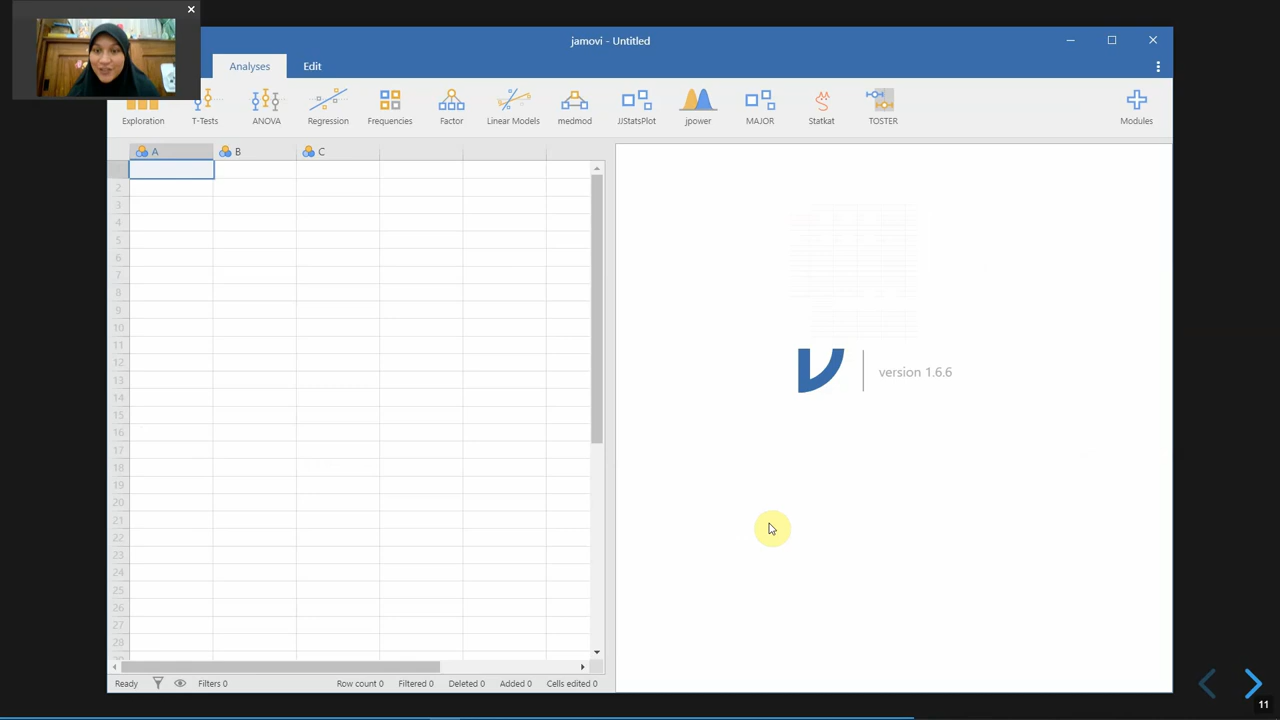 jamovi - Untitled
Analyses
Edit
Exploration
T-Tests
ANOVA
Regression
Frequencies
Factor
Linear Models
medmod
JJStatsPlot
jpower
MAJOR
Statkat
TOSTER
Modules
A
B
C
1
2
3
4
5
6
7
8
9
10
11
12
13
14
15
16
17
18
19
20
21
22
23
24
25
26
27
28
version 1.6.6
Ready
Filters 0
Row count 0
Filtered 0
Deleted 0
Added 0
Cells edited 0
11